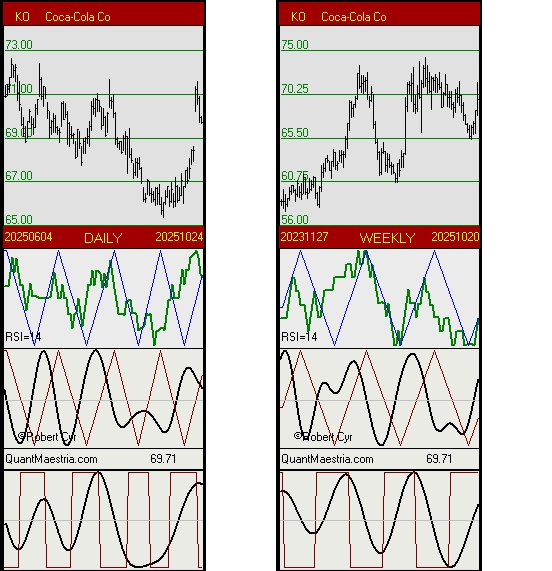 KO Coca-Cola Co
73.00
71.00
69.00
67.00
65.00
20250604 DAILY 20251024
RSI=14
©Robert Cyr
QuantMaestria.com 69.71
KO Coca-Cola Co
75.00
70.25
65.50
60.75
56.00
20231127 WEEKLY 20251020
RSI=14
©Robert Cyr
QuantMaestria.com 69.71